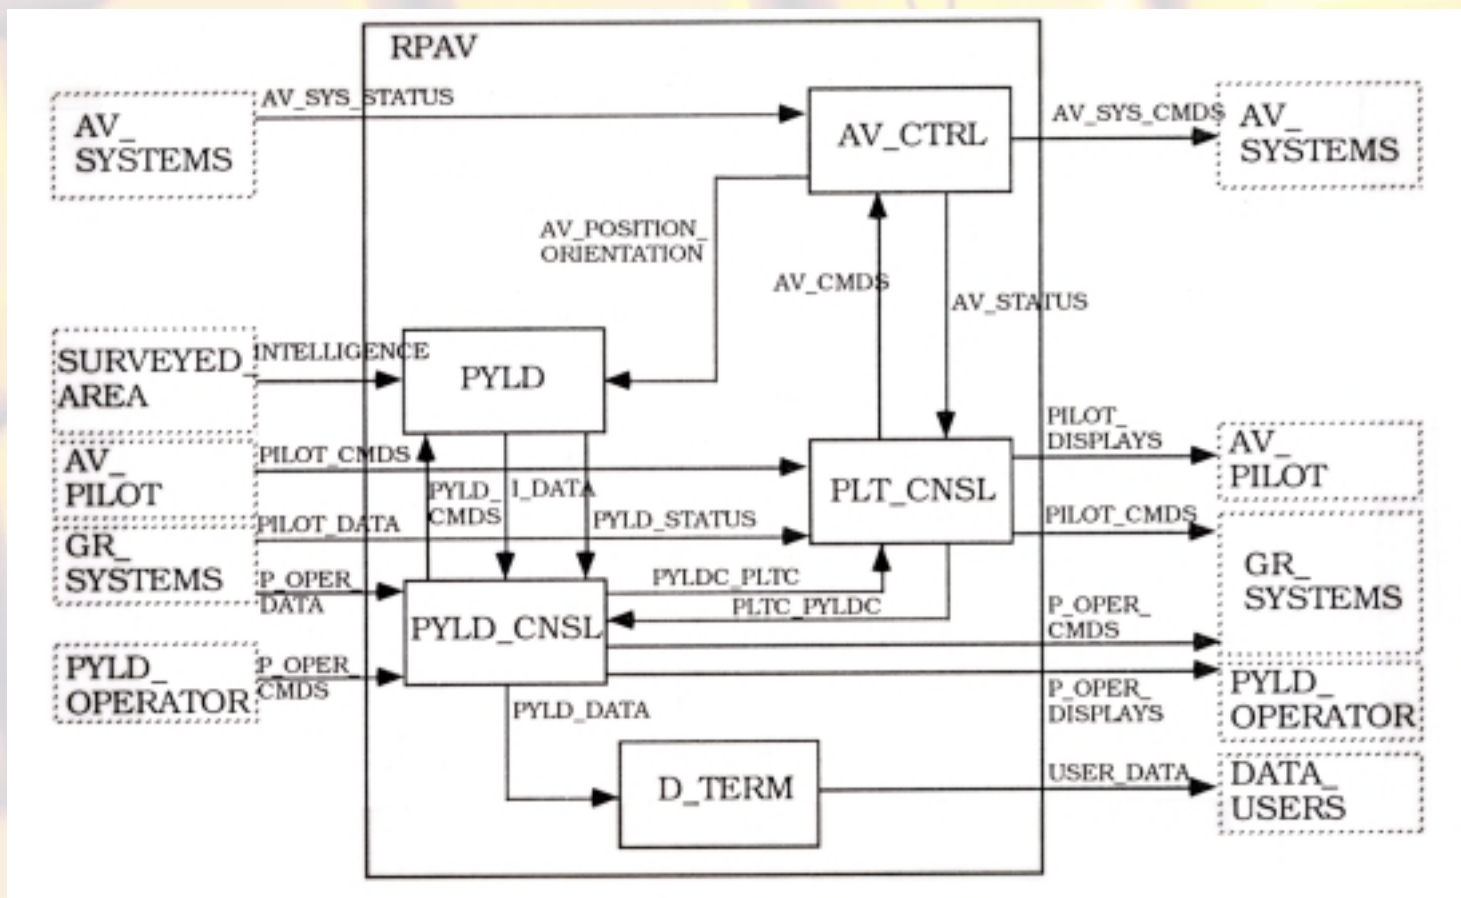 RPAV
AV_SYS_STATUS
AV_
SYSTEMS
AV_CTRL
AV_SYS_CMDS
AV_
SYSTEMS
AV_POSITION_
ORIENTATION
AV_CMDS
AV_STATUS
SURVEYED_
AREA
INTELLIGENCE
PYLD
PILOT_
DISPLAYS
AV_
PILOT
AV_
PILOT
PILOT_CMDS
PYLD_
CMDS
I_DATA
PLT_CNSL
PILOT_DATA
PYLD_STATUS
PILOT_CMDS
GR_
SYSTEMS
GR_
SYSTEMS
P_OPER_
DATA
PYLDC_PLTC
PLTC_PYLDC
P_OPER_
CMDS
PYLD_CNSL
PYLD_
OPERATOR
P_OPER_
CMDS
PYLD_DATA
P_OPER_
DISPLAYS
PYLD_
OPERATOR
D_TERM
USER_DATA
DATA_
USERS